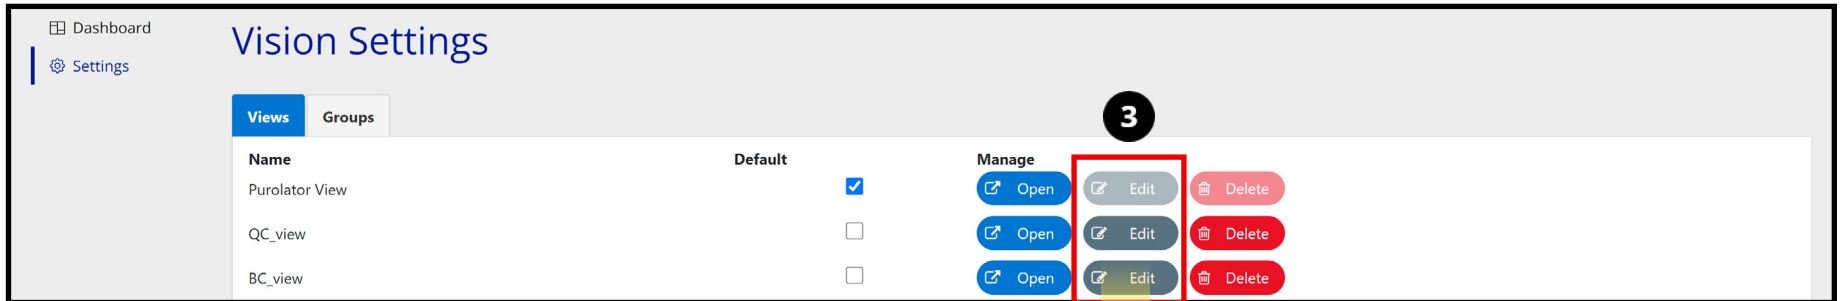 Dashboard
Settings
Vision Settings
Views Groups
3
Name Default Manage
Purolator View Open Edit Delete
QC_view Open Edit Delete
BC_view Open Edit Delete